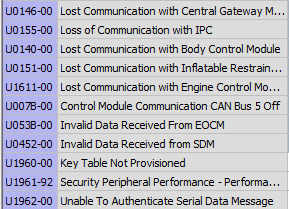 U0146-00 Lost Communication with Central Gateway M...
U0155-00 Loss of Communication with IPC
U0140-00 Lost Communication with Body Control Module
U0151-00 Lost Communication with Inflatable Restrain...
U1611-00 Lost Communication with Engine Control Mo...
U007B-00 Control Module Communication CAN Bus 5 Off
U053B-00 Invalid Data Received From EOCM
U0452-00 Invalid Data Received from SDM
U1960-00 Key Table Not Provisioned
U1961-92 Security Peripheral Performance - Performa...
U1962-00 Unable To Authenticate Serial Data Message